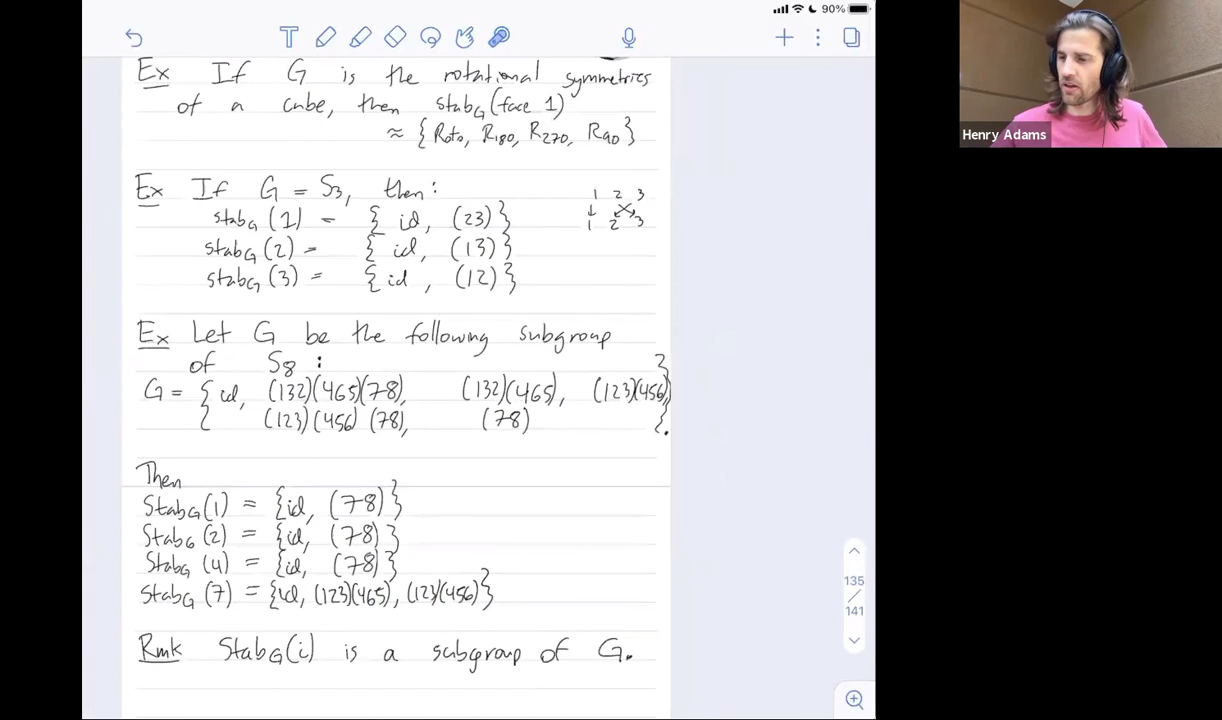 90%
Ex If G is the rotational symmetries
of a cube, then stab_G(face 1)
≈ {Roto, R180, R270, R90}
Ex If G = S3, then:
stab_G(1) = {id, (23)}
stab_G(2) = {id, (13)}
stab_G(3) = {id, (12)}
1 2 3
1 2 3
Ex Let G be the following subgroup
of S8:
G = {id, (132)(465)(78), (132)(465), (123)(456),
(123)(456)(78), (78)}.
Then
Stab_G(1) = {id, (78)}
Stab_G(2) = {id, (78)}
Stab_G(4) = {id, (78)}
Stab_G(7) = {id, (123)(465), (123)(456)}
Rmk Stab_G(i) is a subgroup of G.
135
/
141
Henry Adams